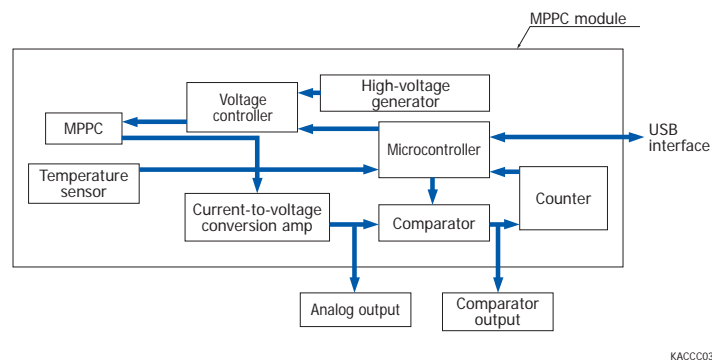 MPPC module
High-voltage
generator
Voltage
controller
MPPC
Microcontroller
USB
interface
Temperature
sensor
Counter
Current-to-voltage
conversion amp
Comparator
Analog output
Comparator
output
KACCC03